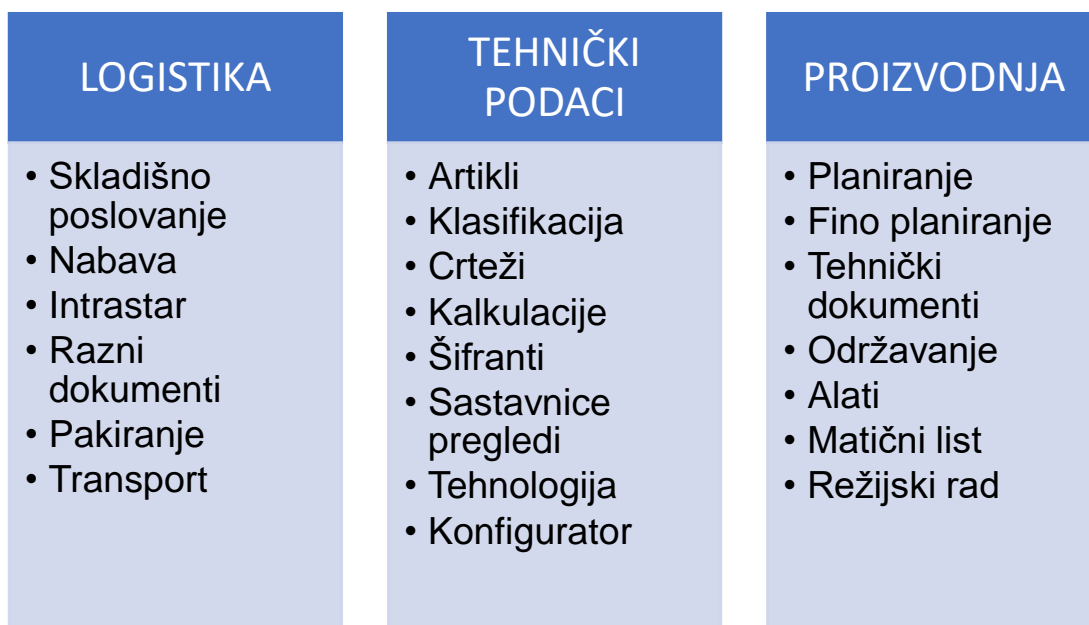 LOGISTIKA
• Skladišno
poslovanje
• Nabava
• Intrastar
• Razni
dokumenti
• Pakiranje
• Transport
TEHNIČKI
PODACI
• Artikli
• Klasifikacija
• Crteži
• Kalkulacije
• Šifranti
• Sastavnice
pregledi
• Tehnologija
• Konfigurator
PROIZVODNJA
• Planiranje
• Fino planiranje
• Tehnički
dokumenti
• Održavanje
• Alati
• Matični list
• Režijski rad